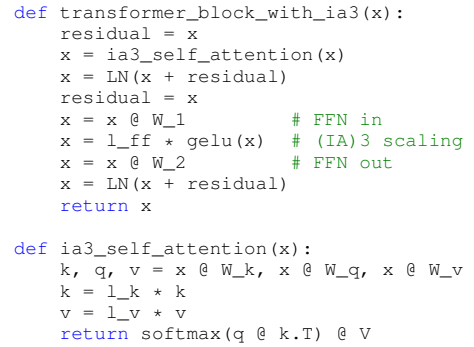 def transformer_block_with_ia3(x):
    residual = x
    x = ia3_self_attention(x)
    x = LN(x + residual)
    residual = x
    x = x @ W_1        # FFN in
    x = l_ff * gelu(x)  # (IA)3 scaling
    x = x @ W_2        # FFN out
    x = LN(x + residual)
    return x

def ia3_self_attention(x):
    k, q, v = x @ W_k, x @ W_q, x @ W_v
    k = l_k * k
    v = l_v * v
    return softmax(q @ k.T) @ V